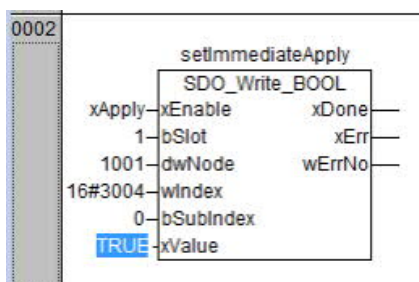 0002
setImmediateApply
SDO_Write_BOOL
xApply xEnable xDone
1 bSlot xErr
1001 dwNode wErrNo
16#3004 wIndex
0 bSubIndex
TRUE xValue